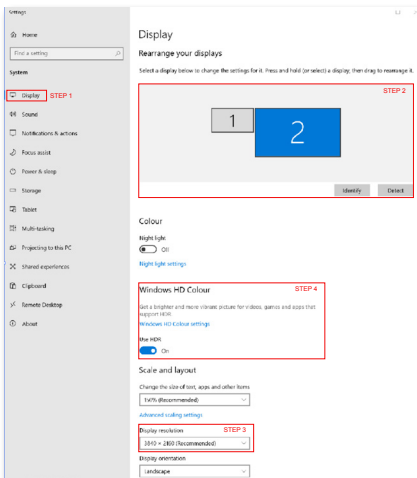 Settings
Home
Find a setting
System
Display STEP 1
Sound
Notifications & actions
Focus assist
Power & sleep
Storage
Tablet
Multi-tasking
Projecting to this PC
Shared experiences
Clipboard
Remote Desktop
About
Display
Rearrange your displays
Select a display below to change the settings for it. Press and hold (or select) a display, then drag to rearrange it.
STEP 2
1
2
Identify Detect
Colour
Night light
Off
Night light settings
Windows HD Colour STEP 4
Get a brighter and more vibrant picture for videos, games and apps that
support HDR.
Windows HD Colour settings
Use HDR
On
Scale and layout
Change the size of text, apps and other items
150% (Recommended)
Advanced scaling settings
Display resolution STEP 3
3840 × 2160 (Recommended)
Display orientation
Landscape